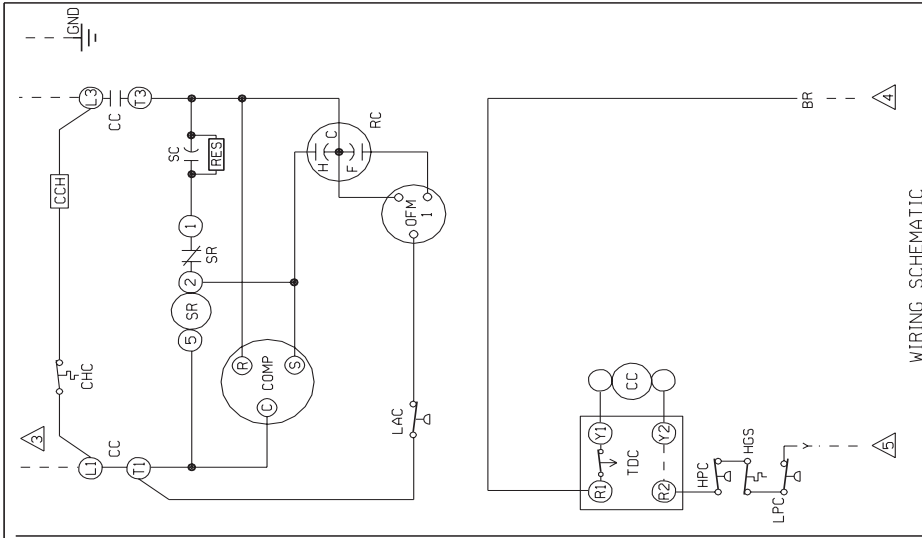 GND
L3
CC
T3
CCH
SC
RES
1
SR
2
SR
5
CHC
3
L1
CC
T1
R
S
C
COMP
H
C
F
RC
OFM
1
LAC
BR
4
CC
Y1
Y2
TDC
R1
R2
HPC
HGS
LPC
Y
5
WIRING SCHEMATIC